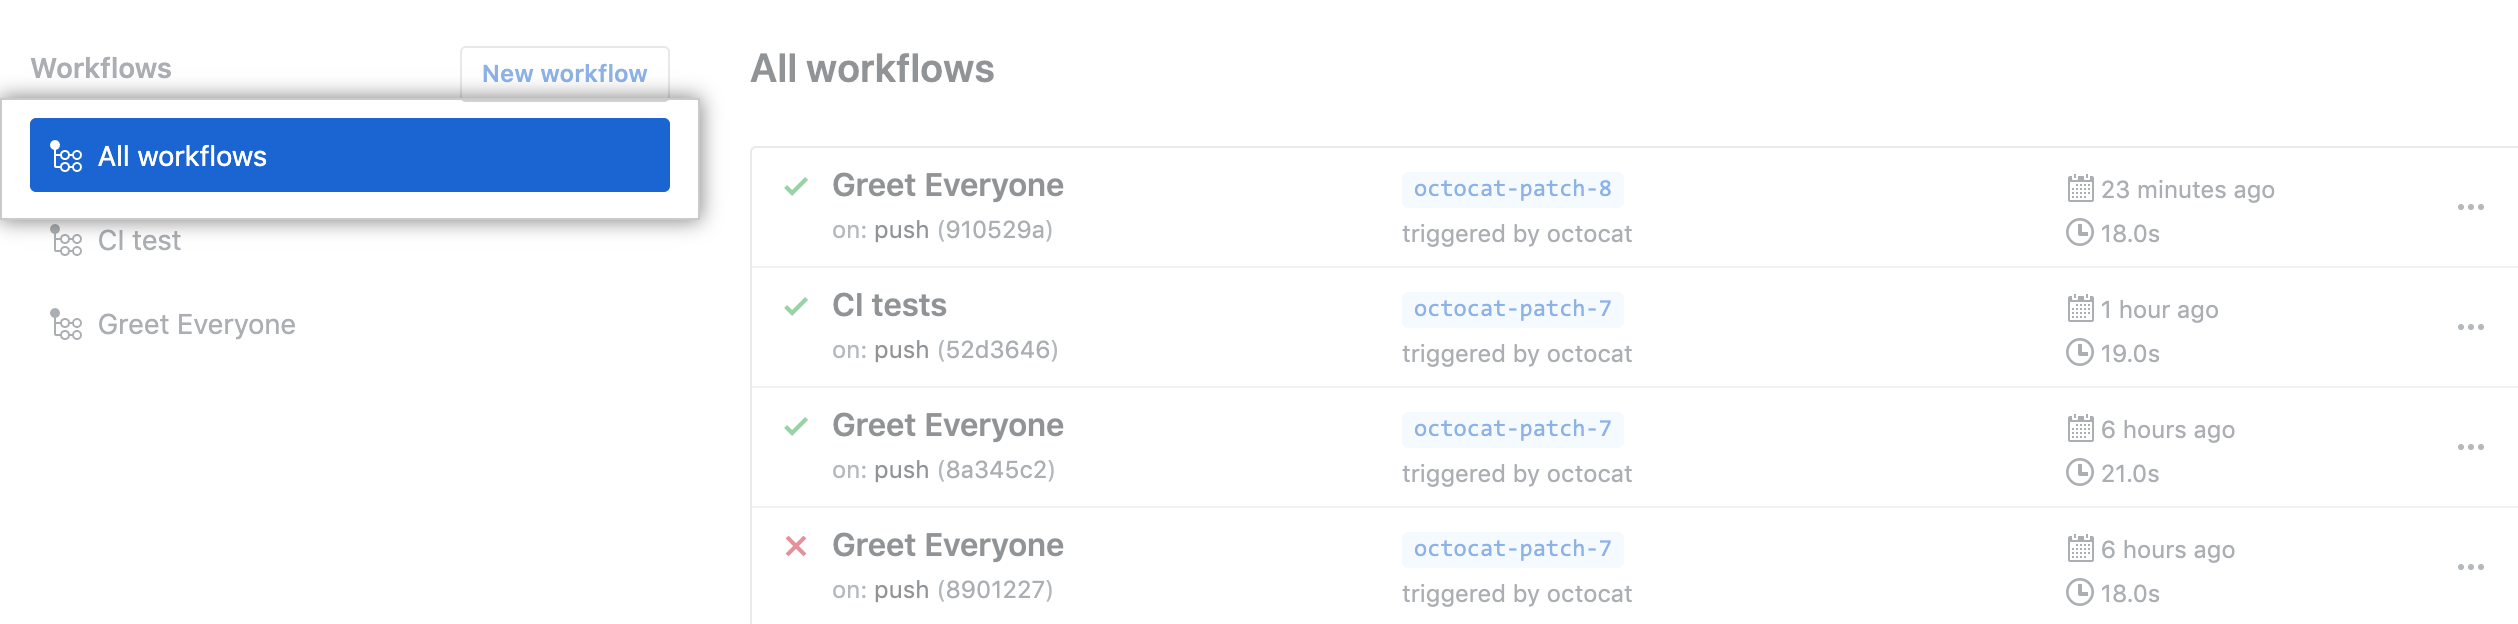 Workflows
New workflow
All workflows
CI test
Greet Everyone
All workflows
Greet Everyone
on: push (910529a)
octocat-patch-8
triggered by octocat
23 minutes ago
18.0s
CI tests
on: push (52d3646)
octocat-patch-7
triggered by octocat
1 hour ago
19.0s
Greet Everyone
on: push (8a345c2)
octocat-patch-7
triggered by octocat
6 hours ago
21.0s
Greet Everyone
on: push (8901227)
octocat-patch-7
triggered by octocat
6 hours ago
18.0s